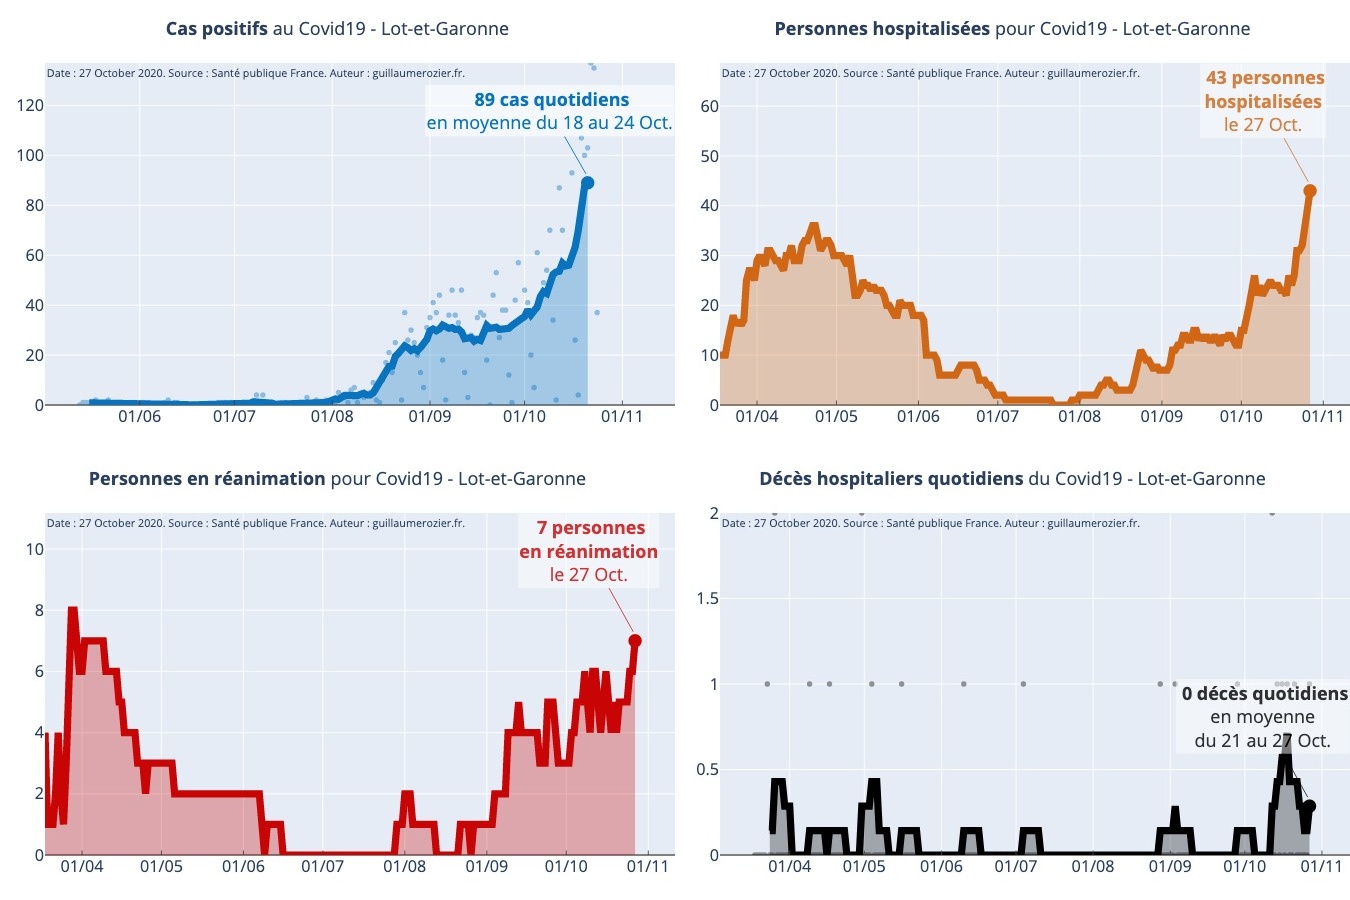 Cas positifs au Covid19 - Lot-et-Garonne
Date : 27 October 2020. Source : Santé publique France. Auteur : guillaumerozier.fr.
89 cas quotidiens
en moyenne du 18 au 24 Oct.
120
100
80
60
40
20
0
01/06 01/07 01/08 01/09 01/10 01/11
Personnes hospitalisées pour Covid19 - Lot-et-Garonne
Date : 27 October 2020. Source : Santé publique France. Auteur : guillaumerozier.fr.
43 personnes
hospitalisées
le 27 Oct.
60
50
40
30
20
10
0
01/04 01/05 01/06 01/07 01/08 01/09 01/10 01/11
Personnes en réanimation pour Covid19 - Lot-et-Garonne
Date : 27 October 2020. Source : Santé publique France. Auteur : guillaumerozier.fr.
7 personnes
en réanimation
le 27 Oct.
10
8
6
4
2
0
01/04 01/05 01/06 01/07 01/08 01/09 01/10 01/11
Décès hospitaliers quotidiens du Covid19 - Lot-et-Garonne
2
Date : 27 October 2020. Source : Santé publique France. Auteur : guillaumerozier.fr.
1.5
1
0 décès quotidiens
en moyenne
du 21 au 27 Oct.
0.5
0
01/04 01/05 01/06 01/07 01/08 01/09 01/10 01/11